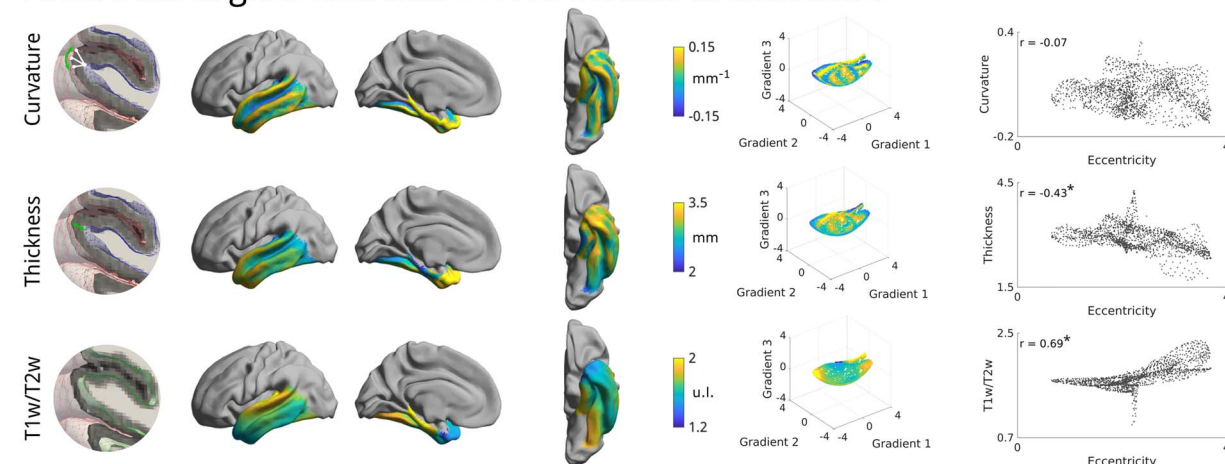 Curvature
0.15
mm-1
-0.15
Gradient 3
4
0
-4
4
0
-4
Gradient 2
-4
0
4
Gradient 1
Curvature
0.4
-0.2
r = -0.07
0
4
Eccentricity
Thickness
3.5
mm
2
Gradient 3
4
0
-4
4
0
-4
Gradient 2
-4
0
4
Gradient 1
Thickness
4.5
1.5
r = -0.43*
0
4
Eccentricity
T1w/T2w
2
u.l.
1.2
Gradient 3
4
0
-4
4
0
-4
Gradient 2
-4
0
4
Gradient 1
T1w/T2w
2.5
0.7
r = 0.69*
0
4
Eccentricity